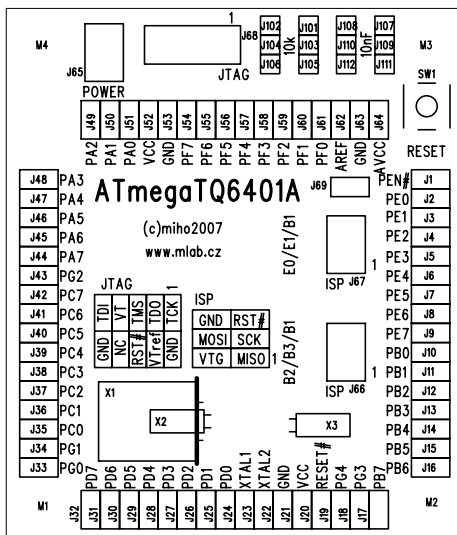 1
M4
J65
J68
J102
J104
J106
10k
J101
J103
J105
J108
J110
J112
10nF
J107
J109
J111
M3
SW1
JTAG
POWER
RESET
J49 J50 J51 J52 J53 J54 J55 J56 J57 J58 J59 J60 J61 J62 J63 J64
PA2 PA1 PA0 VCC GND PF7 PF6 PF5 PF4 PF3 PF2 PF1 PF0 AREF GND AVCC
J48 PA3
J47 PA4
J46 PA5
J45 PA6
J44 PA7
J43 PG2
J42 PC7
J41 PC6
J40 PC5
J39 PC4
J38 PC3
J37 PC2
J36 PC1
J35 PC0
J34 PG1
J33 PG0
ATmegaTQ6401A
(c)miho2007
www.mlab.cz
J69
E0/E1/B1
1
ISP J67
B2/B3/B1
1
ISP J66
JTAG 1
TDI VT TMS TDO TCK
GND NC RST# VTref GND
ISP
GND RST#
MOSI SCK
VTG MISO 1
X1
X2
X3
PEN# J1
PE0 J2
PE1 J3
PE2 J4
PE3 J5
PE4 J6
PE5 J7
PE6 J8
PE7 J9
PB0 J10
PB1 J11
PB2 J12
PB3 J13
PB4 J14
PB5 J15
PB6 J16
PD7 PD6 PD5 PD4 PD3 PD2 PD1 PD0 XTAL1 XTAL2 GND VCC RESET# PG4 PG3 PB7
J32 J31 J30 J29 J28 J27 J26 J25 J24 J23 J22 J21 J20 J19 J18 J17
M1
M2